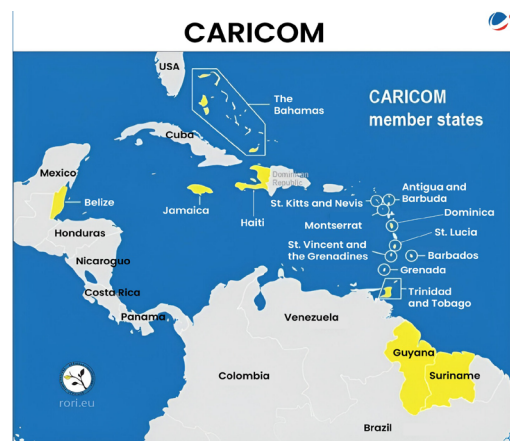 CARICOM
USA
The
Bahamas
CARICOM
member states
Cuba
Mexico
Dominican
Republic
Belize
Jamaica
Haiti
St. Kitts and Nevis
Antigua and
Barbuda
Montserrat
Dominica
St. Lucia
Honduras
St. Vincent and
the Grenadines
Barbados
Nicaroguo
Grenada
Costa Rica
Trinidad
and Tobago
Panama
Venezuela
Guyana
Suriname
Colombia
rori.eu
Brazil